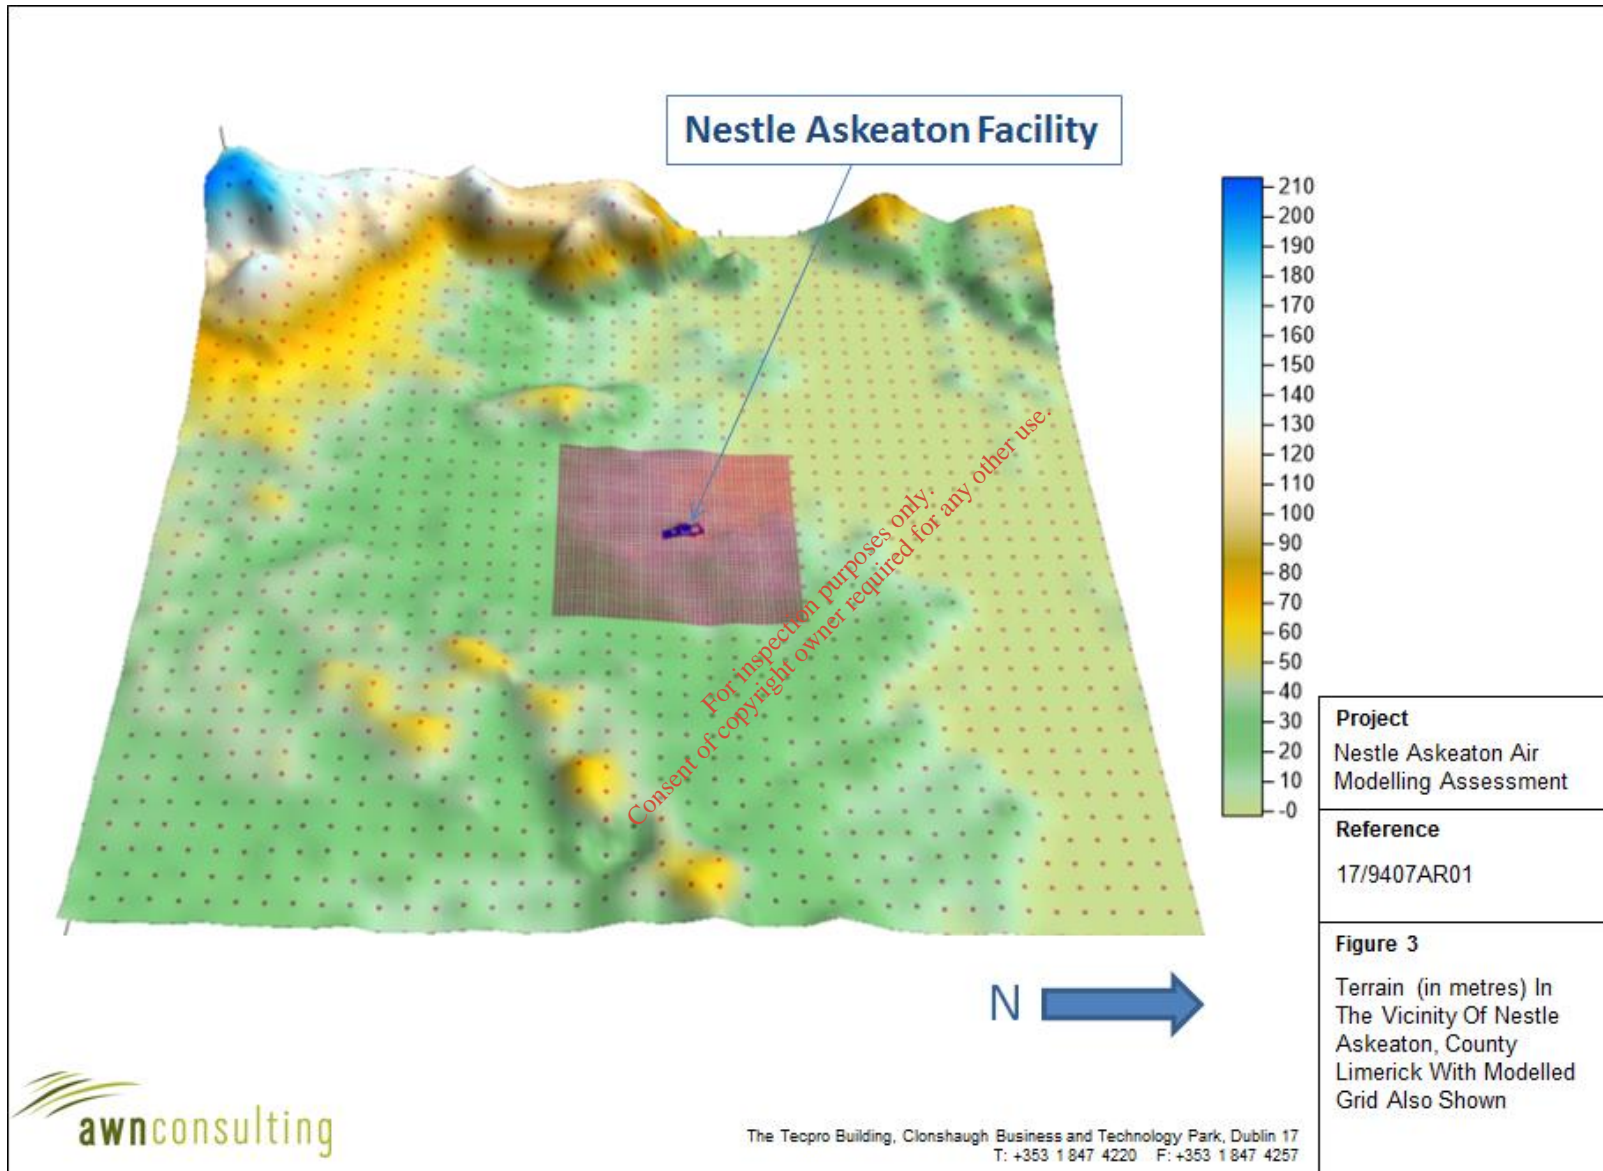 Nestle Askeaton Facility
210
200
190
180
170
160
150
140
130
120
110
100
90
80
70
60
50
40
30
20
10
-0
For inspection purposes only.
Consent of copyright owner required for any other use.
N
Project
Nestle Askeaton Air
Modelling Assessment
Reference
17/9407AR01
Figure 3
Terrain (in metres) In
The Vicinity Of Nestle
Askeaton, County
Limerick With Modelled
Grid Also Shown
awnconsulting
The Tecpro Building, Clonshaugh Business and Technology Park, Dublin 17
T: +353 1 847 4220 F: +353 1 847 4257